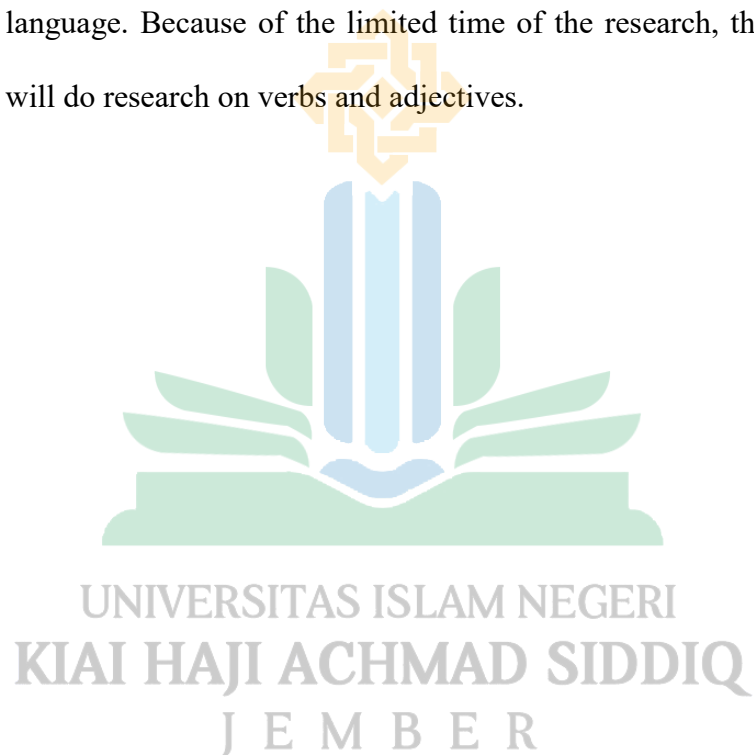 language. Because of the limited time of the research, th
will do research on verbs and adjectives.
UNIVERSITAS ISLAM NEGERI
KIAI HAJI ACHMAD SIDDIQ
J E M B E R